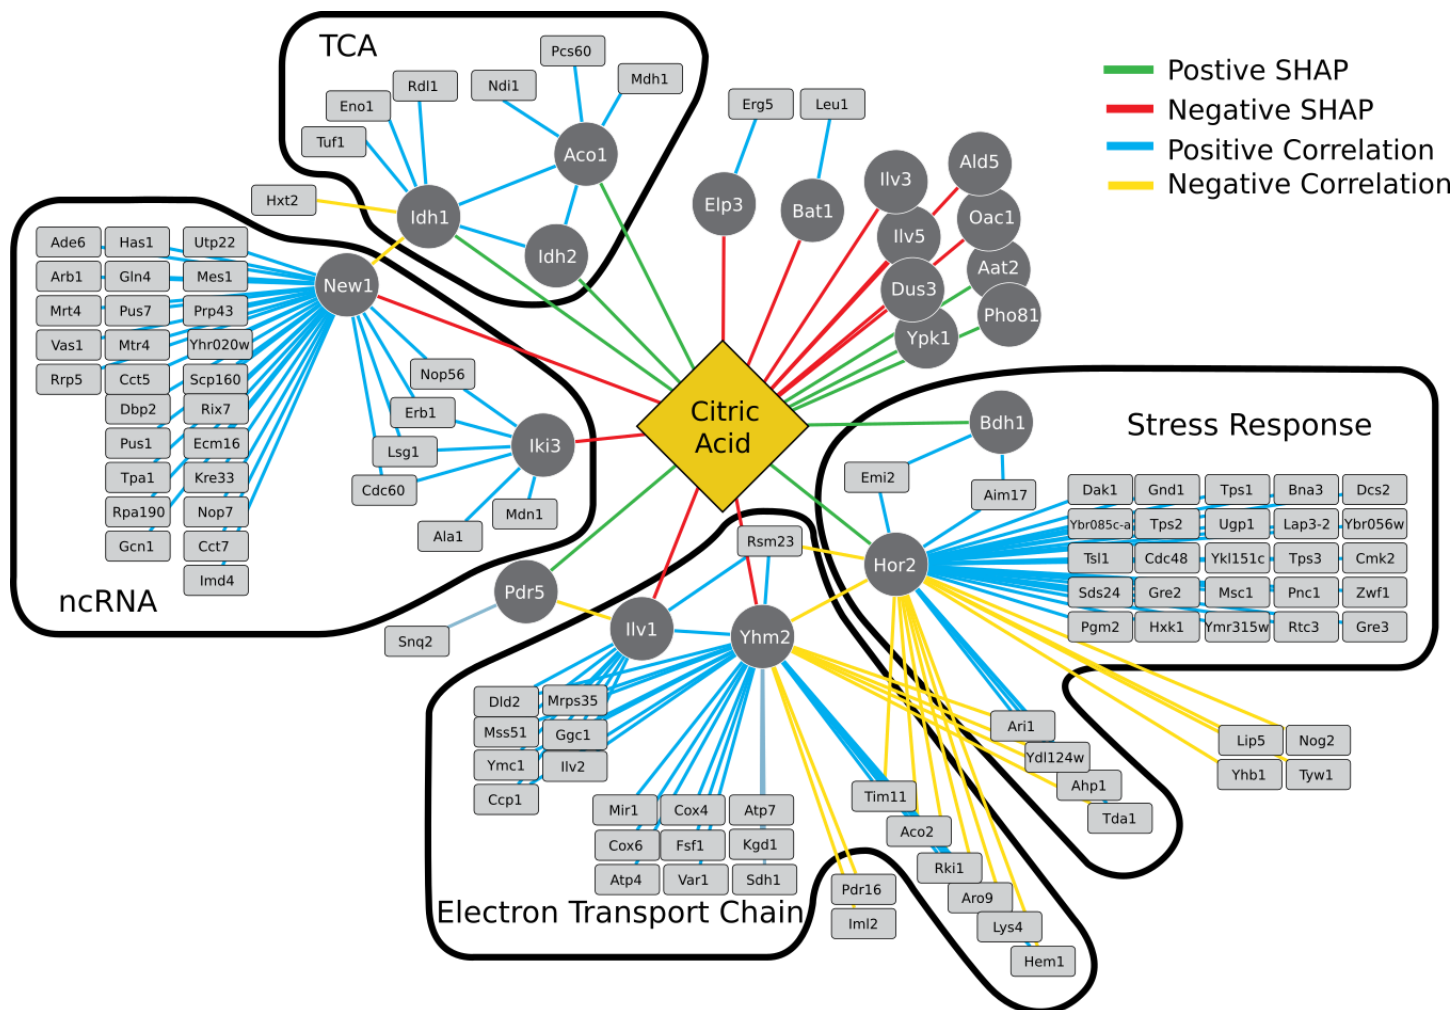 TCA
Pcs60
Ndi1
Mdh1
Rdl1
Eno1
Tuf1
Aco1
Idh1
Idh2
Hxt2
Erg5
Leu1
Elp3
Bat1
Ilv3
Ald5
Ilv5
Oac1
Dus3
Aat2
Ypk1
Pho81
Postive SHAP
Negative SHAP
Positive Correlation
Negative Correlation
Ade6
Has1
Utp22
Arb1
Gln4
Mes1
Mrt4
Pus7
Prp43
Vas1
Mtr4
Yhr020w
Rrp5
Cct5
Scp160
Dbp2
Rix7
Pus1
Ecm16
Tpa1
Kre33
Rpa190
Nop7
Gcn1
Cct7
Imd4
ncRNA
New1
Nop56
Erb1
Lsg1
Cdc60
Iki3
Mdn1
Ala1
Citric
Acid
Bdh1
Stress Response
Emi2
Aim17
Dak1
Gnd1
Tps1
Bna3
Dcs2
Ybr085c-a
Tps2
Ugp1
Lap3-2
Ybr056w
Tsl1
Cdc48
Ykl151c
Tps3
Cmk2
Sds24
Gre2
Msc1
Pnc1
Zwf1
Pgm2
Hxk1
Ymr315w
Rtc3
Gre3
Rsm23
Hor2
Pdr5
Snq2
Ilv1
Yhm2
Dld2
Mrps35
Mss51
Ggc1
Ymc1
Ilv2
Ccp1
Mir1
Cox4
Atp7
Cox6
Fsf1
Kgd1
Atp4
Var1
Sdh1
Electron Transport Chain
Ari1
Ydl124w
Ahp1
Tda1
Lip5
Nog2
Yhb1
Tyw1
Tim11
Aco2
Rki1
Aro9
Lys4
Hem1
Pdr16
Iml2